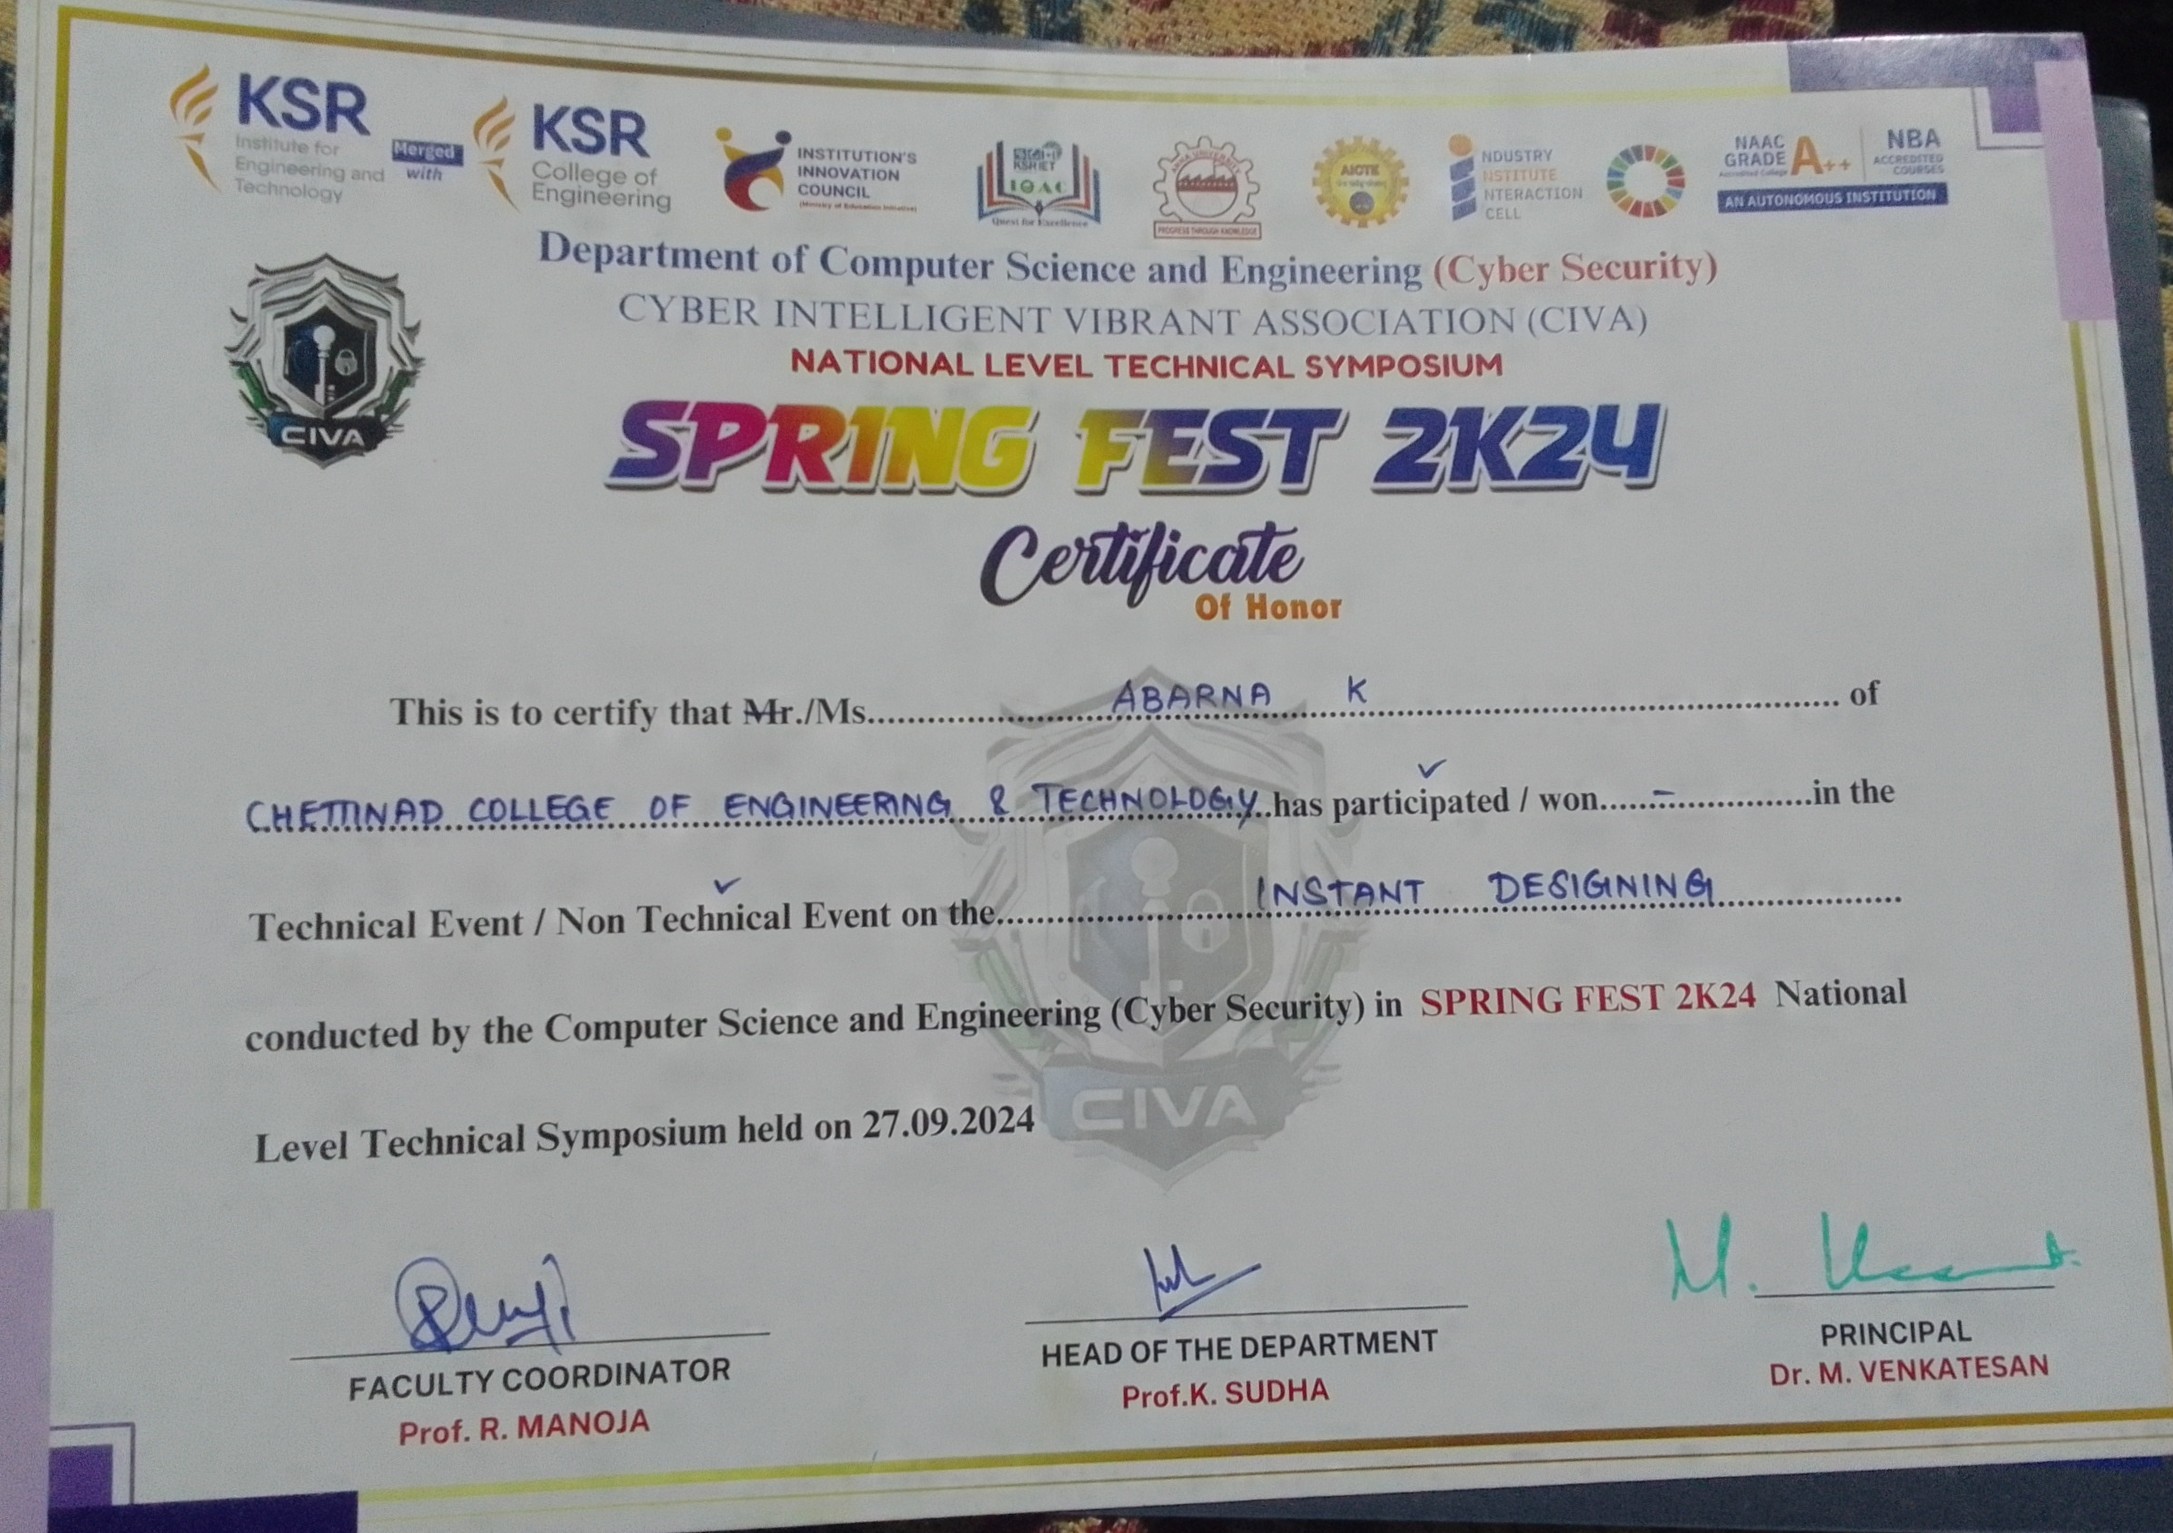 KSR
Institute for
Engineering and
Technology
Merged
with
KSR
College of
Engineering
INSTITUTION'S
INNOVATION
COUNCIL
(Ministry of Education Initiative)
KSRIET
IQAC
Quest for Excellence
PROGRESS THROUGH KNOWLEDGE
AICTE
INDUSTRY
INSTITUTE
INTERACTION
CELL
NAAC
GRADE A++
NBA
ACCREDITED
COURSES
AN AUTONOMOUS INSTITUTION
Department of Computer Science and Engineering (Cyber Security)
CYBER INTELLIGENT VIBRANT ASSOCIATION (CIVA)
NATIONAL LEVEL TECHNICAL SYMPOSIUM
CIVA
SPRING FEST 2K24
Certificate
Of Honor
This is to certify that Mr./Ms. ABARNA K of
CHETTINAD COLLEGE OF ENGINEERING & TECHNOLOGY has participated / won - in the
Technical Event / Non Technical Event on the INSTANT DESIGINING
conducted by the Computer Science and Engineering (Cyber Security) in SPRING FEST 2K24 National
Level Technical Symposium held on 27.09.2024
CIVA
M.
FACULTY COORDINATOR
Prof. R. MANOJA
HEAD OF THE DEPARTMENT
Prof.K. SUDHA
PRINCIPAL
Dr. M. VENKATESAN